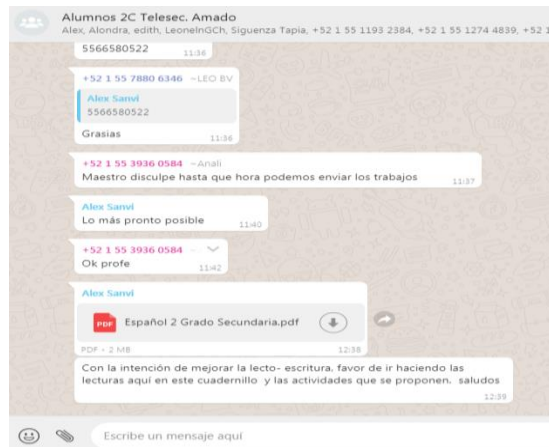 Alumnos 2C Telesec. Amado
Alex, Alondra, edith, LeonelnGCh, Siguenza Tapia, +52 1 55 1193 2384, +52 1 55 1274 4839, +52 1
5566580522 11:36
+52 1 55 7880 6346 ~LEO BV
Alex Sanvi
5566580522
Grasias 11:36
+52 1 55 3936 0584 ~Anali
Maestro disculpe hasta que hora podemos enviar los trabajos 11:37
Alex Sanvi
Lo más pronto posible 11:40
+52 1 55 3936 0584
Ok profe 11:42
Alex Sanvi
PDF Español 2 Grado Secundaria.pdf
PDF • 2 MB 12:38
Con la intención de mejorar la lecto- escritura, favor de ir haciendo las
lecturas aquí en este cuadernillo y las actividades que se proponen, saludos
12:39
Escribe un mensaje aquí